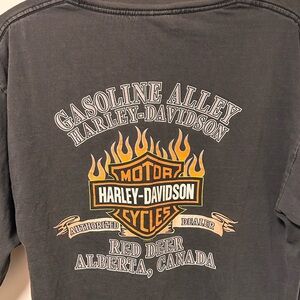 GASOLINE ALLEY
HARLEY-DAVIDSON
MOTOR
HARLEY-DAVIDSON
CYCLES
AUTHORIZED DEALER
RED DEER
ALBERTA, CANADA